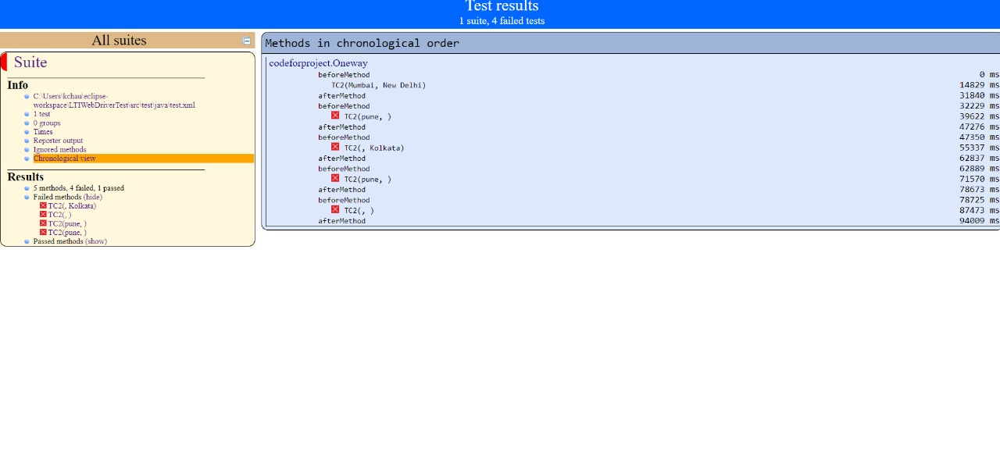 Test results
1 suite, 4 failed tests
All suites
Suite
Info
C:\Users\kchau\eclipse-
workspace\LTIWebDriverTest\src\test\java\test.xml
1 test
0 groups
Times
Reporter output
Ignored methods
Chronological view
Results
5 methods, 4 failed, 1 passed
Failed methods (hide)
TC2(, Kolkata)
TC2(, )
TC2(pune, )
TC2(pune, )
Passed methods (show)
Methods in chronological order
codeforproject.Oneway
beforeMethod 0 ms
TC2(Mumbai, New Delhi) 14829 ms
afterMethod 31840 ms
beforeMethod 32229 ms
TC2(pune, ) 39622 ms
afterMethod 47276 ms
beforeMethod 47350 ms
TC2(, Kolkata) 55337 ms
afterMethod 62837 ms
beforeMethod 62889 ms
TC2(pune, ) 71570 ms
afterMethod 78673 ms
beforeMethod 78725 ms
TC2(, ) 87473 ms
afterMethod 94009 ms